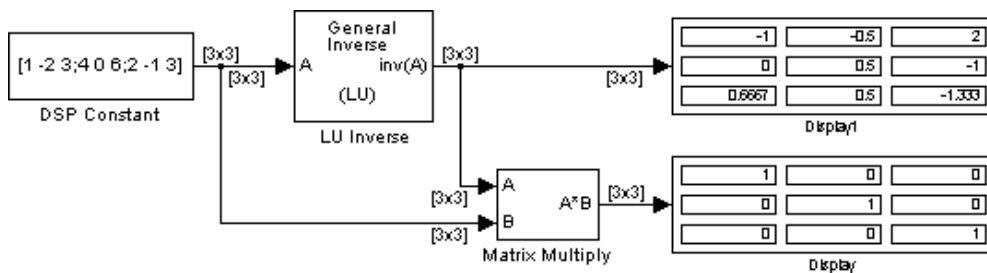 [1 -2 3;4 0 6;2 -1 3]
DSP Constant
[3x3]
[3x3]
General
Inverse
A
inv(A)
(LU)
LU Inverse
[3x3]
[3x3]
-1 -0.5 2
0 0.5 -1
0.6667 0.5 -1.333
Display1
[3x3]
[3x3]
A
B
A*B
Matrix Multiply
[3x3]
1 0 0
0 1 0
0 0 1
Display